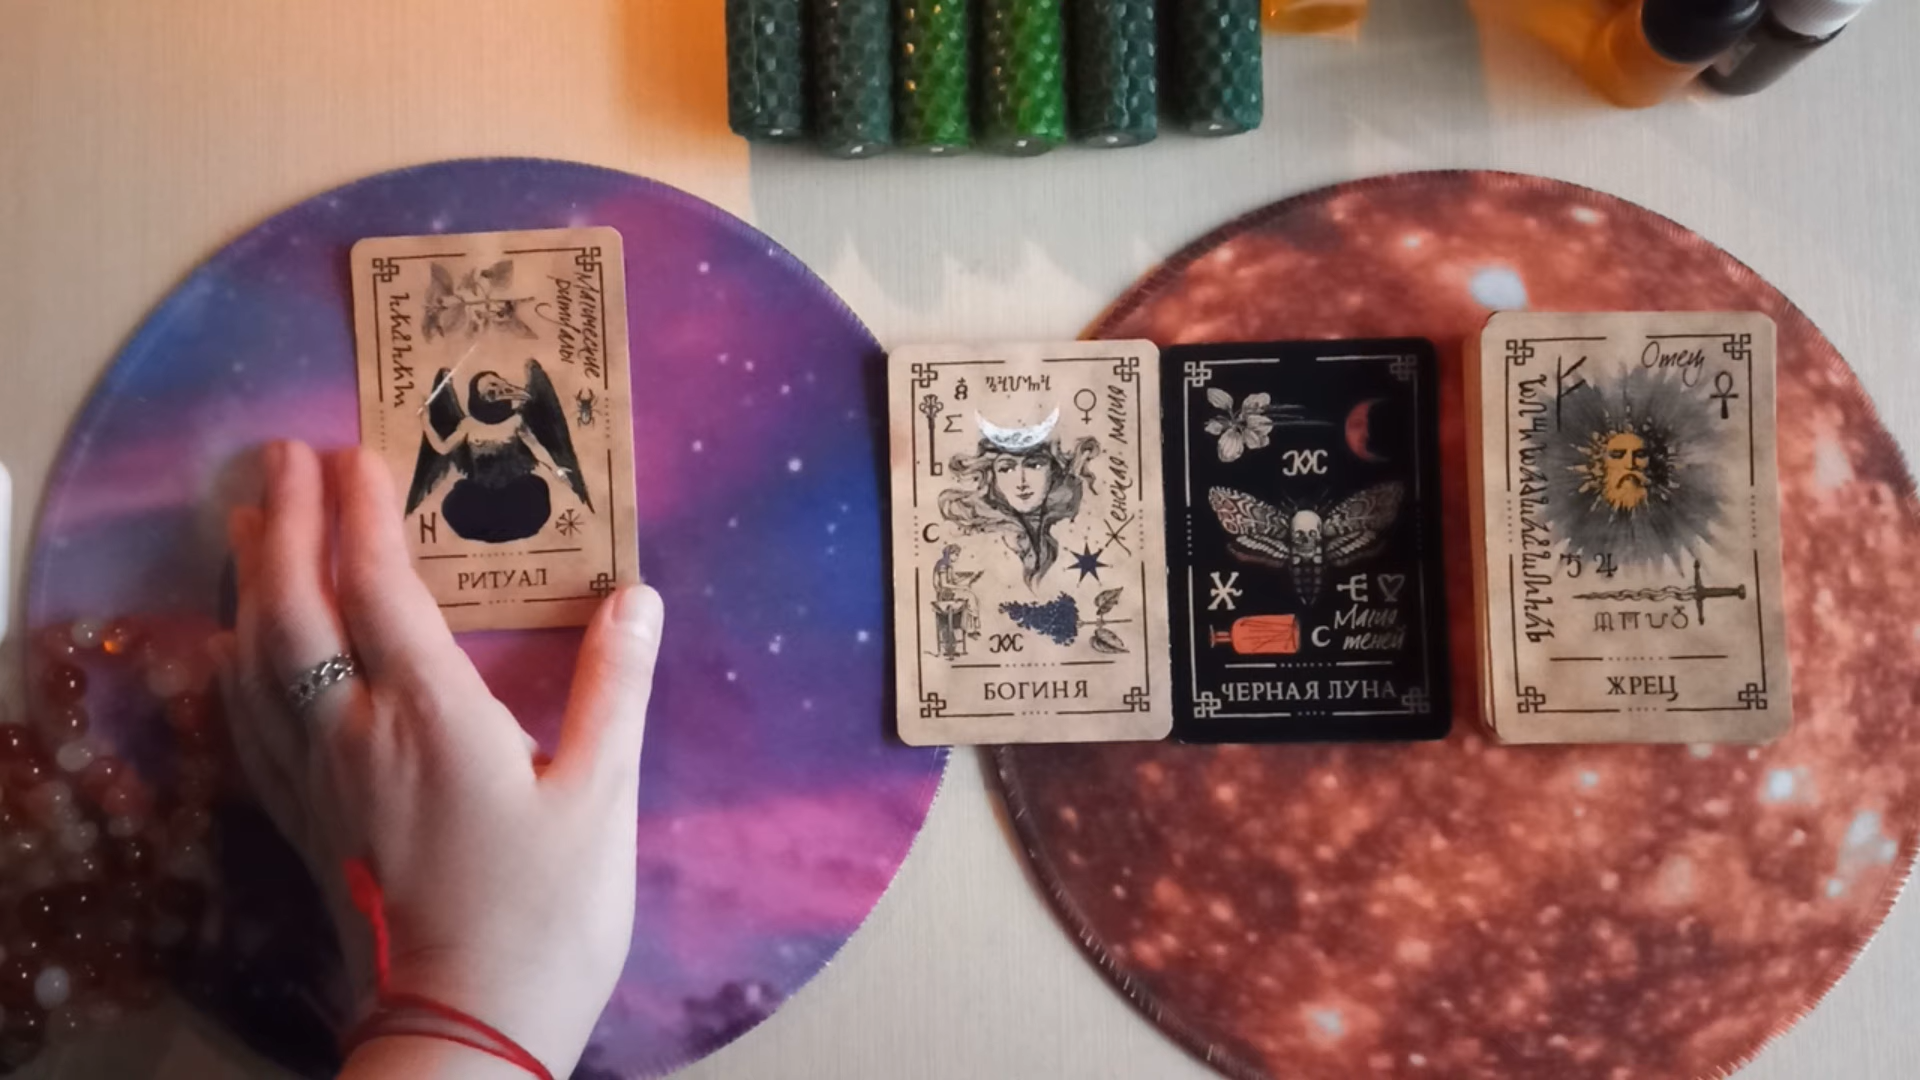 Магические
ритуалы
РИТУАЛ
Женская магия
БОГИНЯ
Магия
теней
ЧЕРНАЯ ЛУНА
Отец
ЖРЕЦ